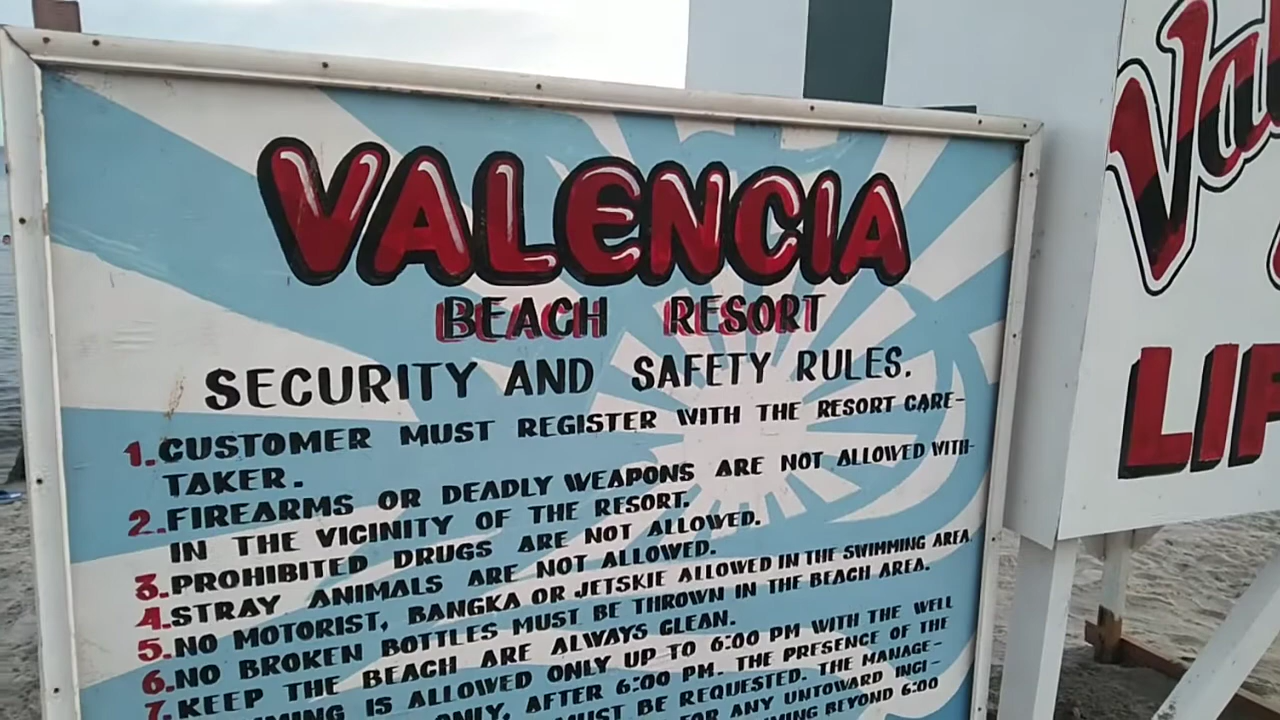 VALENCIA
BEACH RESORT
SECURITY AND SAFETY RULES.
1. CUSTOMER MUST REGISTER WITH THE RESORT CARE-
TAKER.
2. FIREARMS OR DEADLY WEAPONS ARE NOT ALLOWED WITH-
IN THE VICINITY OF THE RESORT.
3. PROHIBITED DRUGS ARE NOT ALLOWED.
4. STRAY ANIMALS ARE NOT ALLOWED.
5. NO MOTORIST, BANGKA OR JETSKIE ALLOWED IN THE SWIMMING AREA
6. NO BROKEN BOTTLES MUST BE THROWN IN THE BEACH AREA.
7. KEEP THE BEACH ARE ALWAYS CLEAN.
IS ALLOWED ONLY UP TO 6:00 PM WITH THE WELL
ONLY, AFTER 6:00 PM. THE PRESENCE OF THE
MUST BE REQUESTED. THE MANAGE-
FOR ANY UNTOWARD INCI-
BEYOND 6:00
Val
LIF